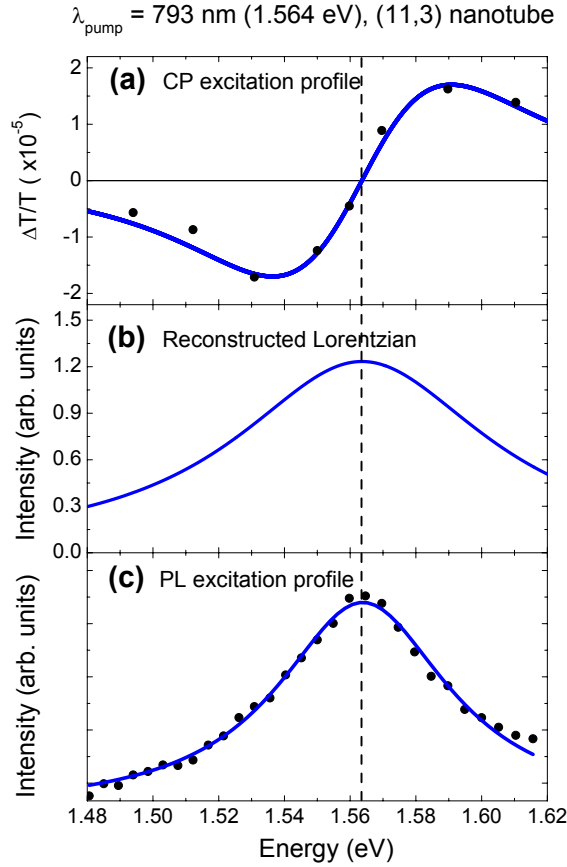 λpump = 793 nm (1.564 eV), (11,3) nanotube
(a) CP excitation profile
ΔT/T ( x10⁻⁵)
2
1
0
-1
-2
(b) Reconstructed Lorentzian
Intensity (arb. units)
1.5
1.2
0.9
0.6
0.3
0.0
(c) PL excitation profile
Intensity (arb. units)
1.48 1.50 1.52 1.54 1.56 1.58 1.60 1.62
Energy (eV)